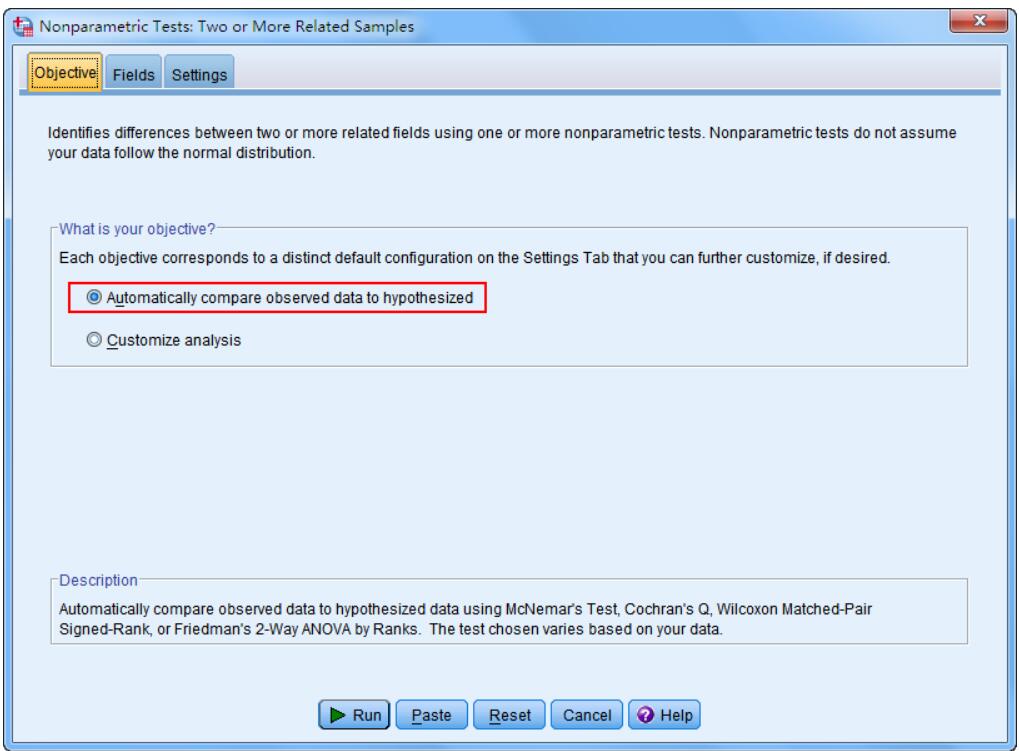 Nonparametric Tests: Two or More Related Samples
Objective Fields Settings
Identifies differences between two or more related fields using one or more nonparametric tests. Nonparametric tests do not assume
your data follow the normal distribution.
What is your objective?
Each objective corresponds to a distinct default configuration on the Settings Tab that you can further customize, if desired.
Automatically compare observed data to hypothesized
Customize analysis
Description
Automatically compare observed data to hypothesized data using McNemar's Test, Cochran's Q, Wilcoxon Matched-Pair
Signed-Rank, or Friedman's 2-Way ANOVA by Ranks. The test chosen varies based on your data.
Run Paste Reset Cancel Help